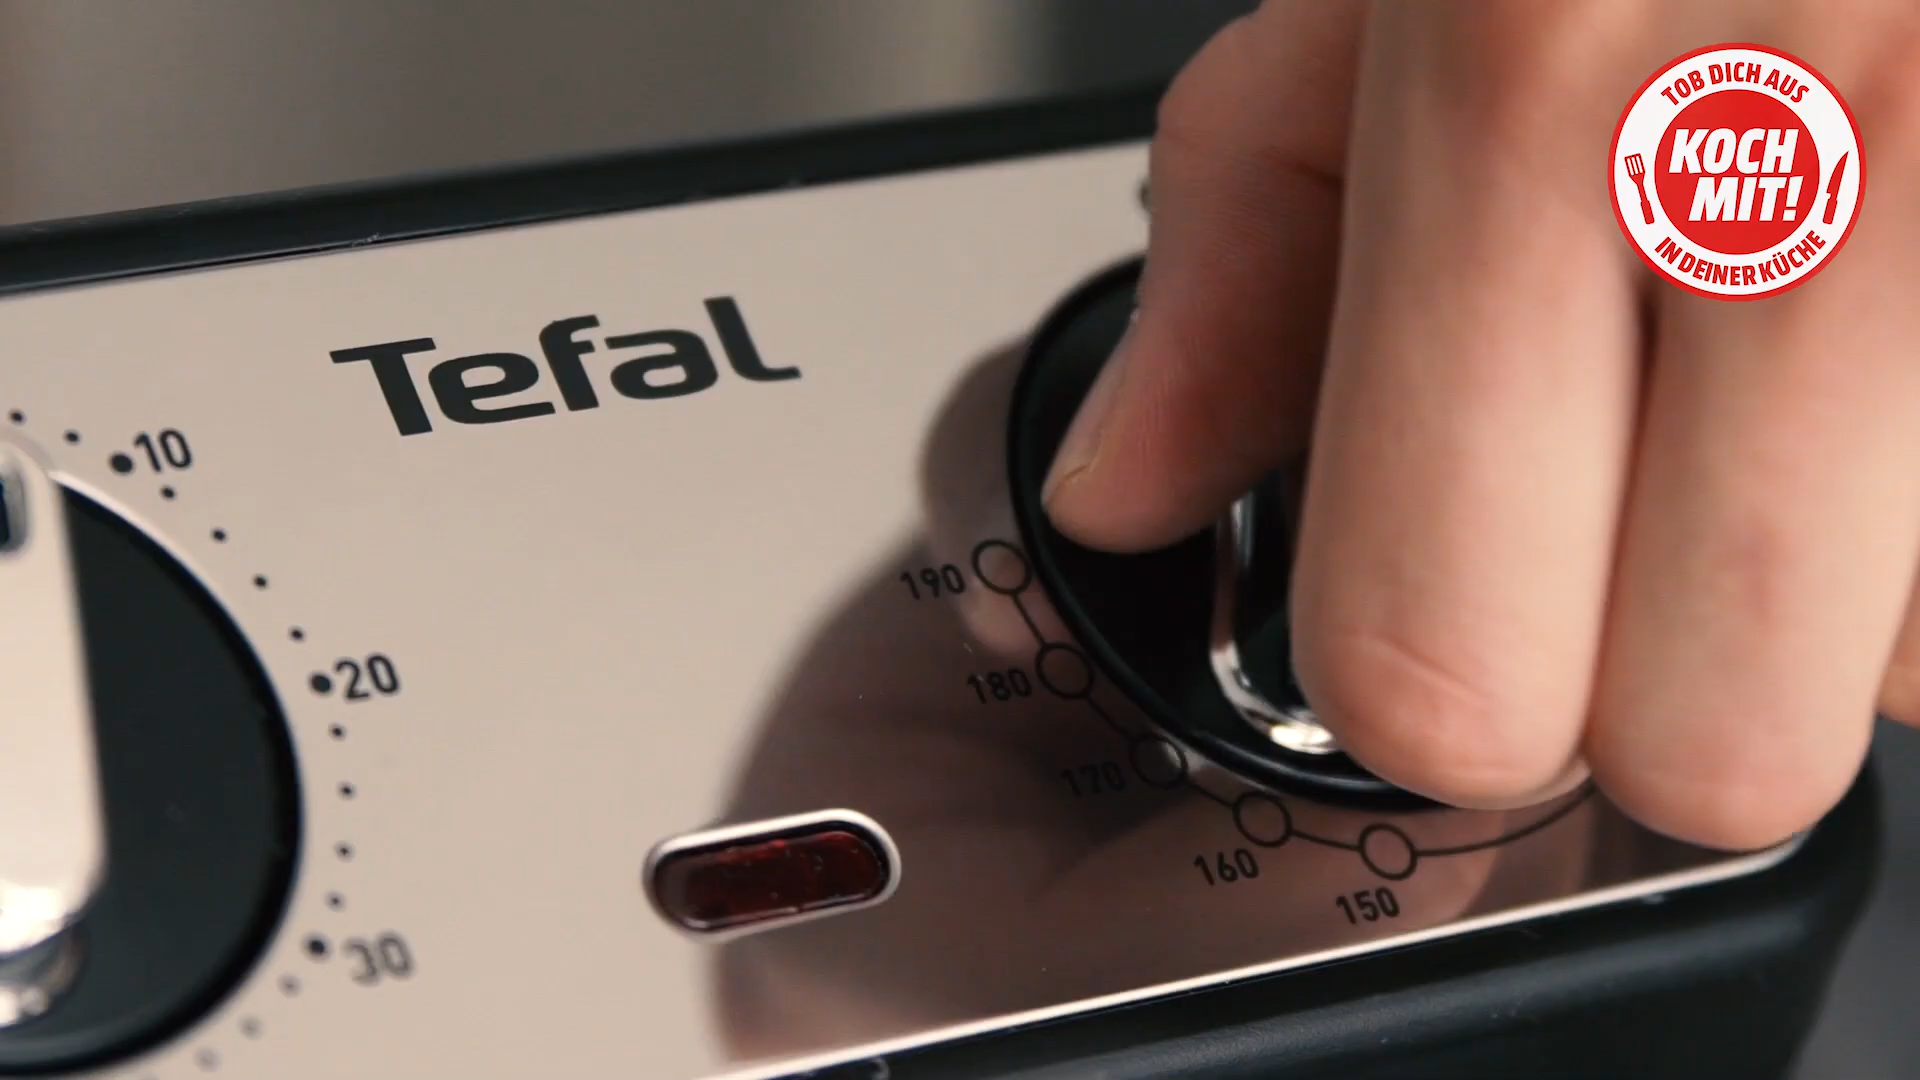 TOB DICH AUS
KOCH
MIT!
IN DEINER KÜCHE
Tefal
10
20
30
190
180
170
160
150